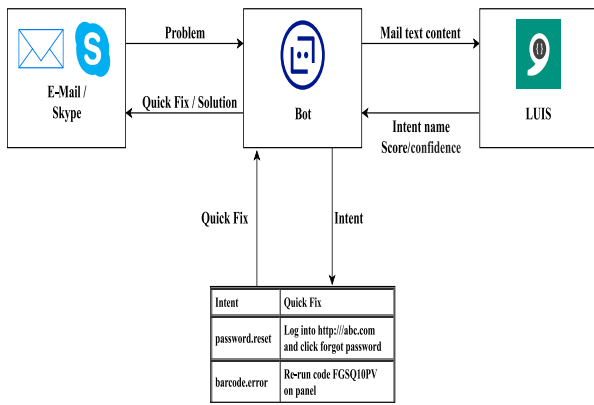 Problem
Mail text content
E-Mail /
Skype
Quick Fix / Solution
Bot
Intent name
Score/confidence
LUIS
Quick Fix
Intent
Intent Quick Fix
password.reset Log into http:///abc.com
and click forgot password
barcode.error Re-run code FGSQ10PV
on panel